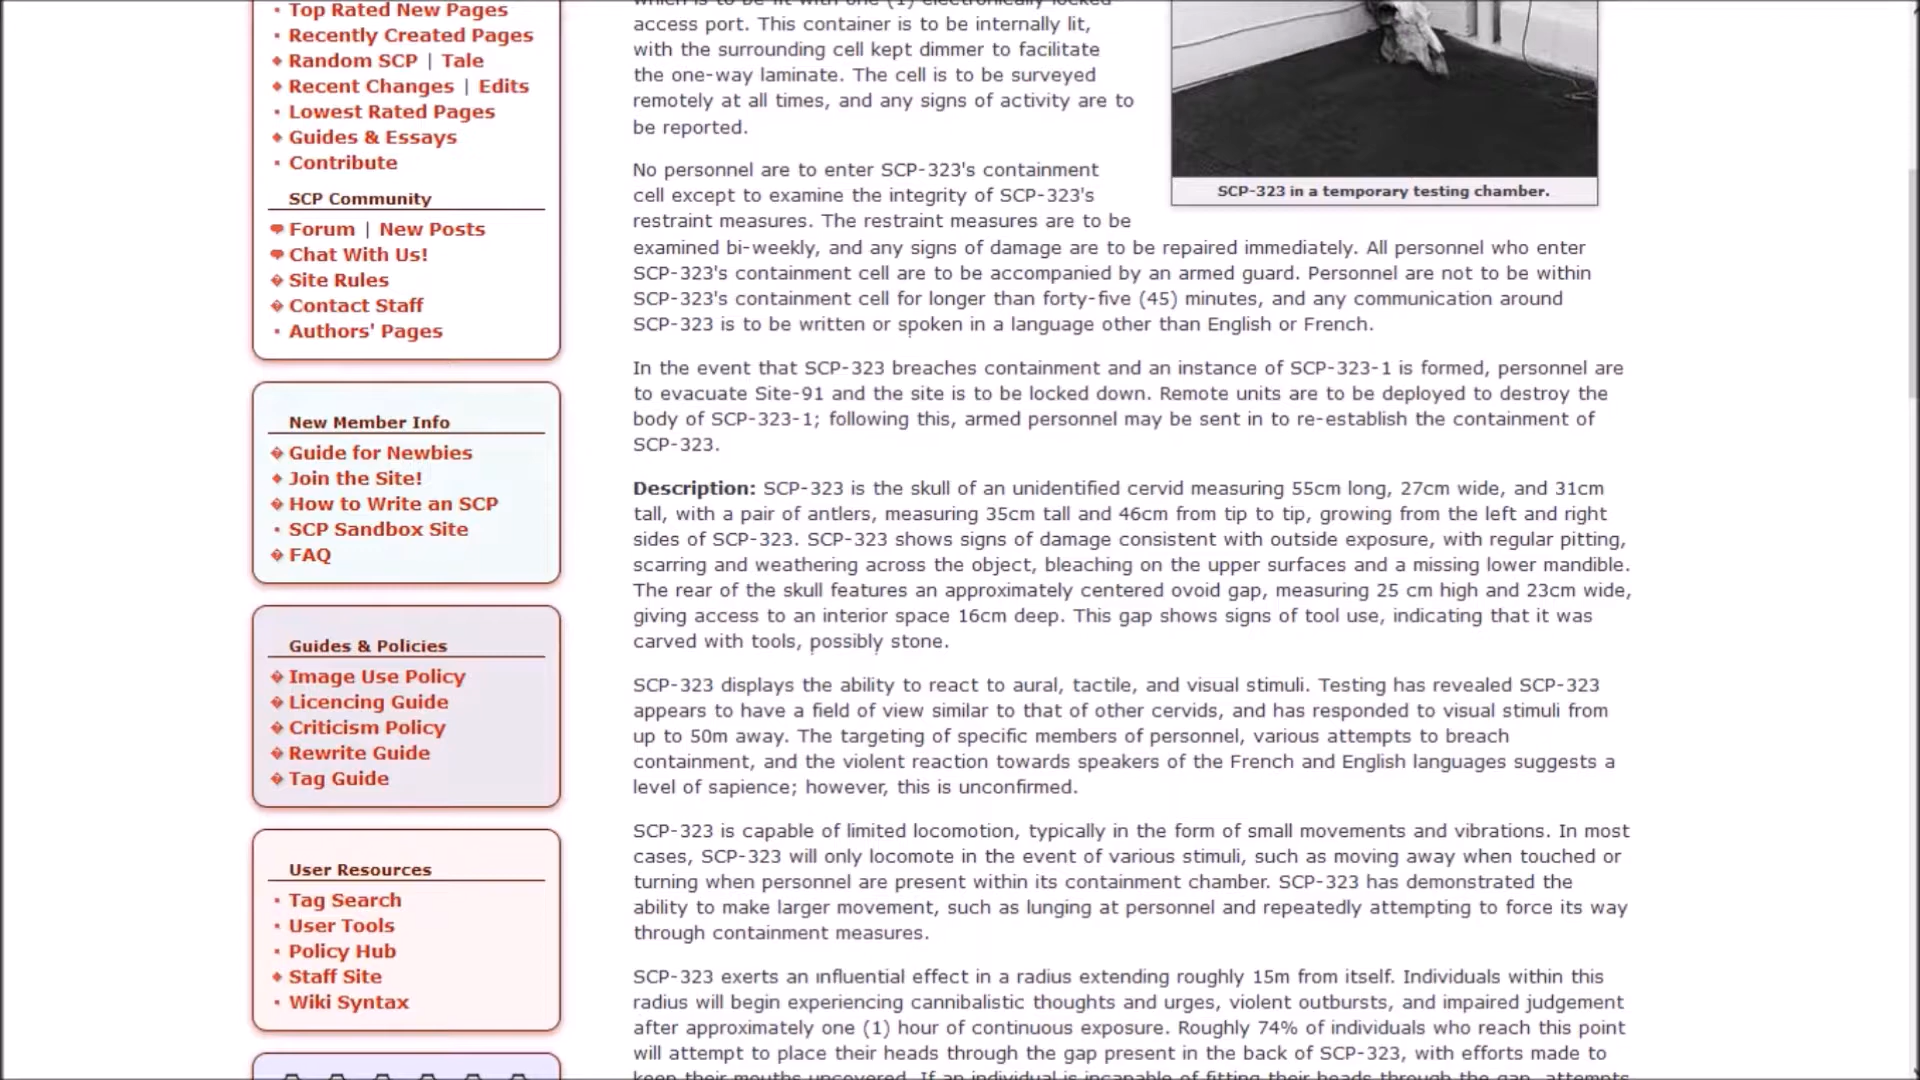 Top Rated New Pages
Recently Created Pages
Random SCP | Tale
Recent Changes | Edits
Lowest Rated Pages
Guides & Essays
Contribute
SCP Community
Forum | New Posts
Chat With Us!
Site Rules
Contact Staff
Authors' Pages
New Member Info
Guide for Newbies
Join the Site!
How to Write an SCP
SCP Sandbox Site
FAQ
Guides & Policies
Image Use Policy
Licencing Guide
Criticism Policy
Rewrite Guide
Tag Guide
User Resources
Tag Search
User Tools
Policy Hub
Staff Site
Wiki Syntax
which is to be fit with one (1) electronically locked
access port. This container is to be internally lit,
with the surrounding cell kept dimmer to facilitate
the one-way laminate. The cell is to be surveyed
remotely at all times, and any signs of activity are to
be reported.
SCP-323 in a temporary testing chamber.
No personnel are to enter SCP-323's containment
cell except to examine the integrity of SCP-323's
restraint measures. The restraint measures are to be
examined bi-weekly, and any signs of damage are to be repaired immediately. All personnel who enter
SCP-323's containment cell are to be accompanied by an armed guard. Personnel are not to be within
SCP-323's containment cell for longer than forty-five (45) minutes, and any communication around
SCP-323 is to be written or spoken in a language other than English or French.
In the event that SCP-323 breaches containment and an instance of SCP-323-1 is formed, personnel are
to evacuate Site-91 and the site is to be locked down. Remote units are to be deployed to destroy the
body of SCP-323-1; following this, armed personnel may be sent in to re-establish the containment of
SCP-323.
Description: SCP-323 is the skull of an unidentified cervid measuring 55cm long, 27cm wide, and 31cm
tall, with a pair of antlers, measuring 35cm tall and 46cm from tip to tip, growing from the left and right
sides of SCP-323. SCP-323 shows signs of damage consistent with outside exposure, with regular pitting,
scarring and weathering across the object, bleaching on the upper surfaces and a missing lower mandible.
The rear of the skull features an approximately centered ovoid gap, measuring 25 cm high and 23cm wide,
giving access to an interior space 16cm deep. This gap shows signs of tool use, indicating that it was
carved with tools, possibly stone.
SCP-323 displays the ability to react to aural, tactile, and visual stimuli. Testing has revealed SCP-323
appears to have a field of view similar to that of other cervids, and has responded to visual stimuli from
up to 50m away. The targeting of specific members of personnel, various attempts to breach
containment, and the violent reaction towards speakers of the French and English languages suggests a
level of sapience; however, this is unconfirmed.
SCP-323 is capable of limited locomotion, typically in the form of small movements and vibrations. In most
cases, SCP-323 will only locomote in the event of various stimuli, such as moving away when touched or
turning when personnel are present within its containment chamber. SCP-323 has demonstrated the
ability to make larger movement, such as lunging at personnel and repeatedly attempting to force its way
through containment measures.
SCP-323 exerts an influential effect in a radius extending roughly 15m from itself. Individuals within this
radius will begin experiencing cannibalistic thoughts and urges, violent outbursts, and impaired judgement
after approximately one (1) hour of continuous exposure. Roughly 74% of individuals who reach this point
will attempt to place their heads through the gap present in the back of SCP-323, with efforts made to
keep their mouths uncovered. If an individual is incapable of fitting their heads through the gap, attempts